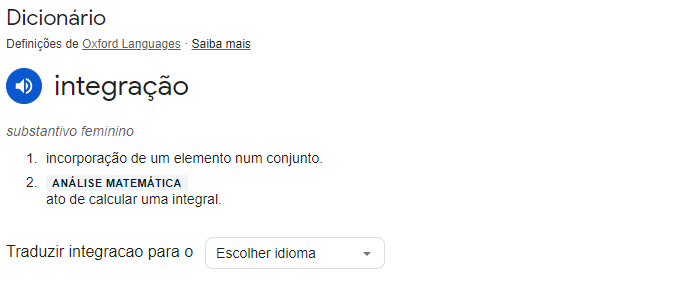 Dicionário
Definições de Oxford Languages · Saiba mais
integração
substantivo feminino
1. incorporação de um elemento num conjunto.
2. ANÁLISE MATEMÁTICA
ato de calcular uma integral.
Traduzir integracao para o Escolher idioma